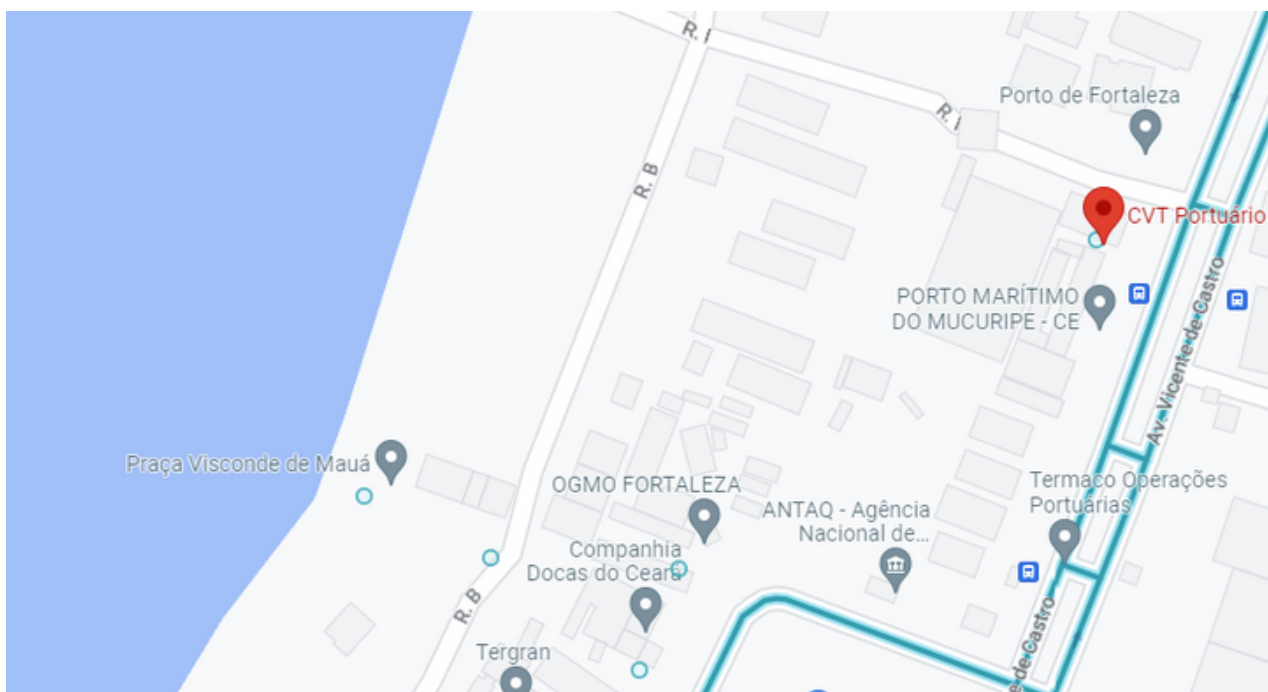 R. I
Porto de Fortaleza
R. I
R. B
CVT Portuário
PORTO MARÍTIMO
DO MUCURIPE - CE
Av. Vicente de Castro
Praça Visconde de Mauá
OGMO FORTALEZA
Termaco Operações
Portuárias
ANTAQ - Agência
Nacional de...
Companhia
Docas do Ceará
R. B
e de Castro
Tergran